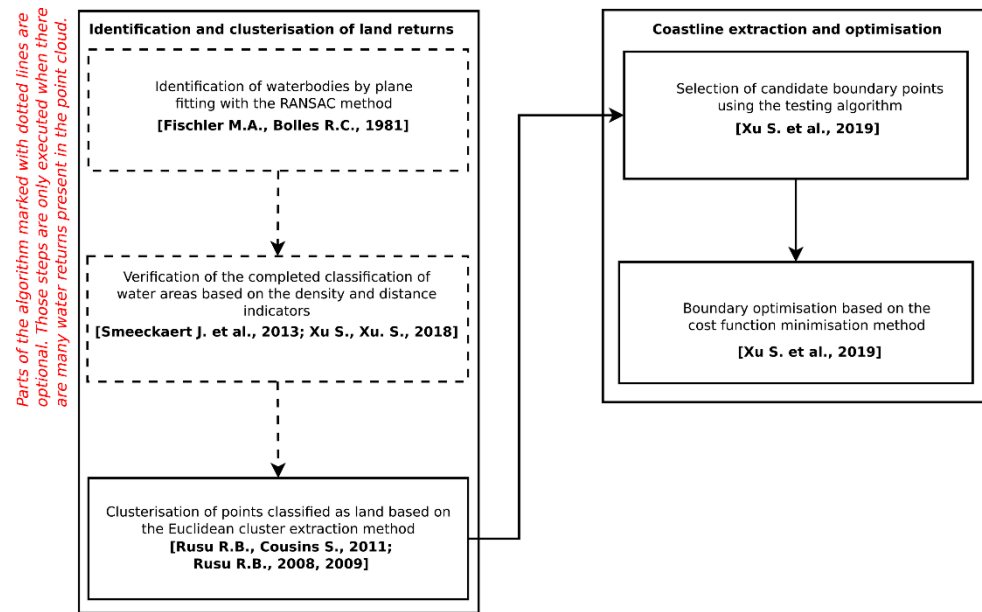 Parts of the algorithm marked with dotted lines are
optional. Those steps are only executed when there
are many water returns present in the point cloud.
Identification and clusterisation of land returns
Identification of waterbodies by plane
fitting with the RANSAC method
[Fischler M.A., Bolles R.C., 1981]
Verification of the completed classification of
water areas based on the density and distance
indicators
[Smeeckaert J. et al., 2013; Xu S., Xu. S., 2018]
Clusterisation of points classified as land based on
the Euclidean cluster extraction method
[Rusu R.B., Cousins S., 2011;
Rusu R.B., 2008, 2009]
Coastline extraction and optimisation
Selection of candidate boundary points
using the testing algorithm
[Xu S. et al., 2019]
Boundary optimisation based on the
cost function minimisation method
[Xu S. et al., 2019]